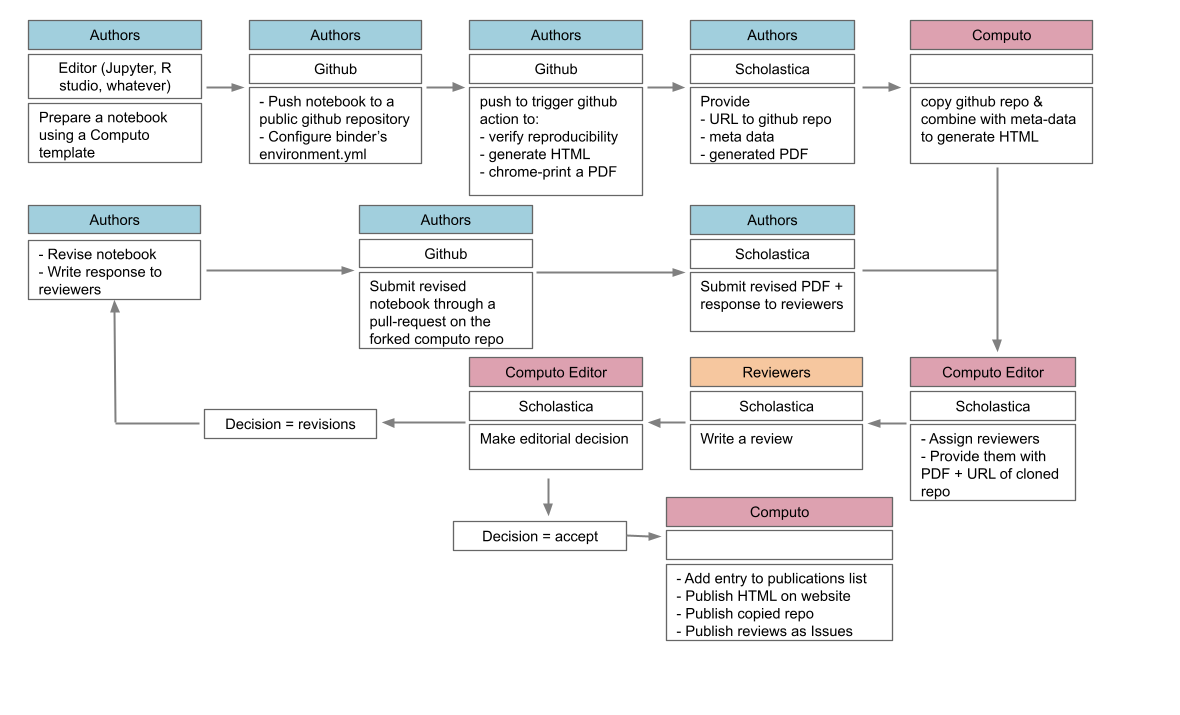 Authors
Editor (Jupyter, R
studio, whatever)
Prepare a notebook
using a Computo
template
Authors
Github
- Push notebook to a
public github repository
- Configure binder's
environment.yml
Authors
Github
push to trigger github
action to:
- verify reproducibility
- generate HTML
- chrome-print a PDF
Authors
Scholastica
Provide
- URL to github repo
- meta data
- generated PDF
Computo
copy github repo &
combine with meta-data
to generate HTML
Authors
- Revise notebook
- Write response to
reviewers
Authors
Github
Submit revised
notebook through a
pull-request on the
forked computo repo
Authors
Scholastica
Submit revised PDF +
response to reviewers
Computo Editor
Scholastica
- Assign reviewers
- Provide them with
PDF + URL of cloned
repo
Reviewers
Scholastica
Write a review
Computo Editor
Scholastica
Make editorial decision
Decision = revisions
Decision = accept
Computo
- Add entry to publications list
- Publish HTML on website
- Publish copied repo
- Publish reviews as Issues